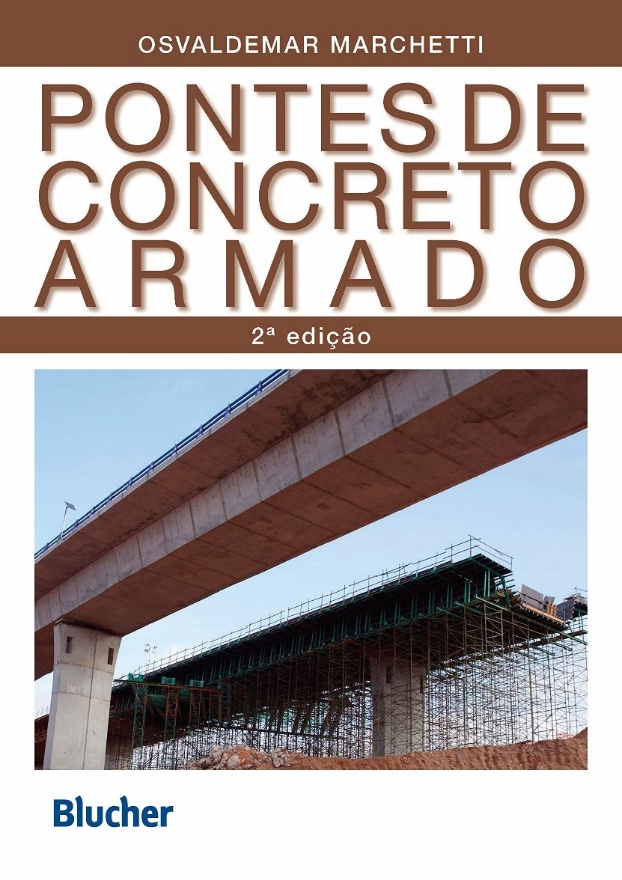 OSVALDEMAR MARCHETTI
PONTES DE
CONCRETO
ARMADO
2ª edição
Blucher